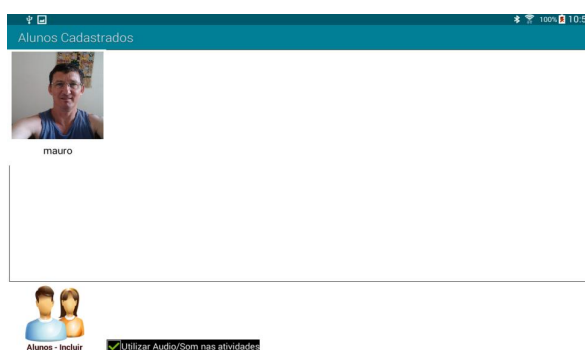 100% 10:5
Alunos Cadastrados
mauro
Alunos - Incluir
Utilizar Audio/Som nas atividades